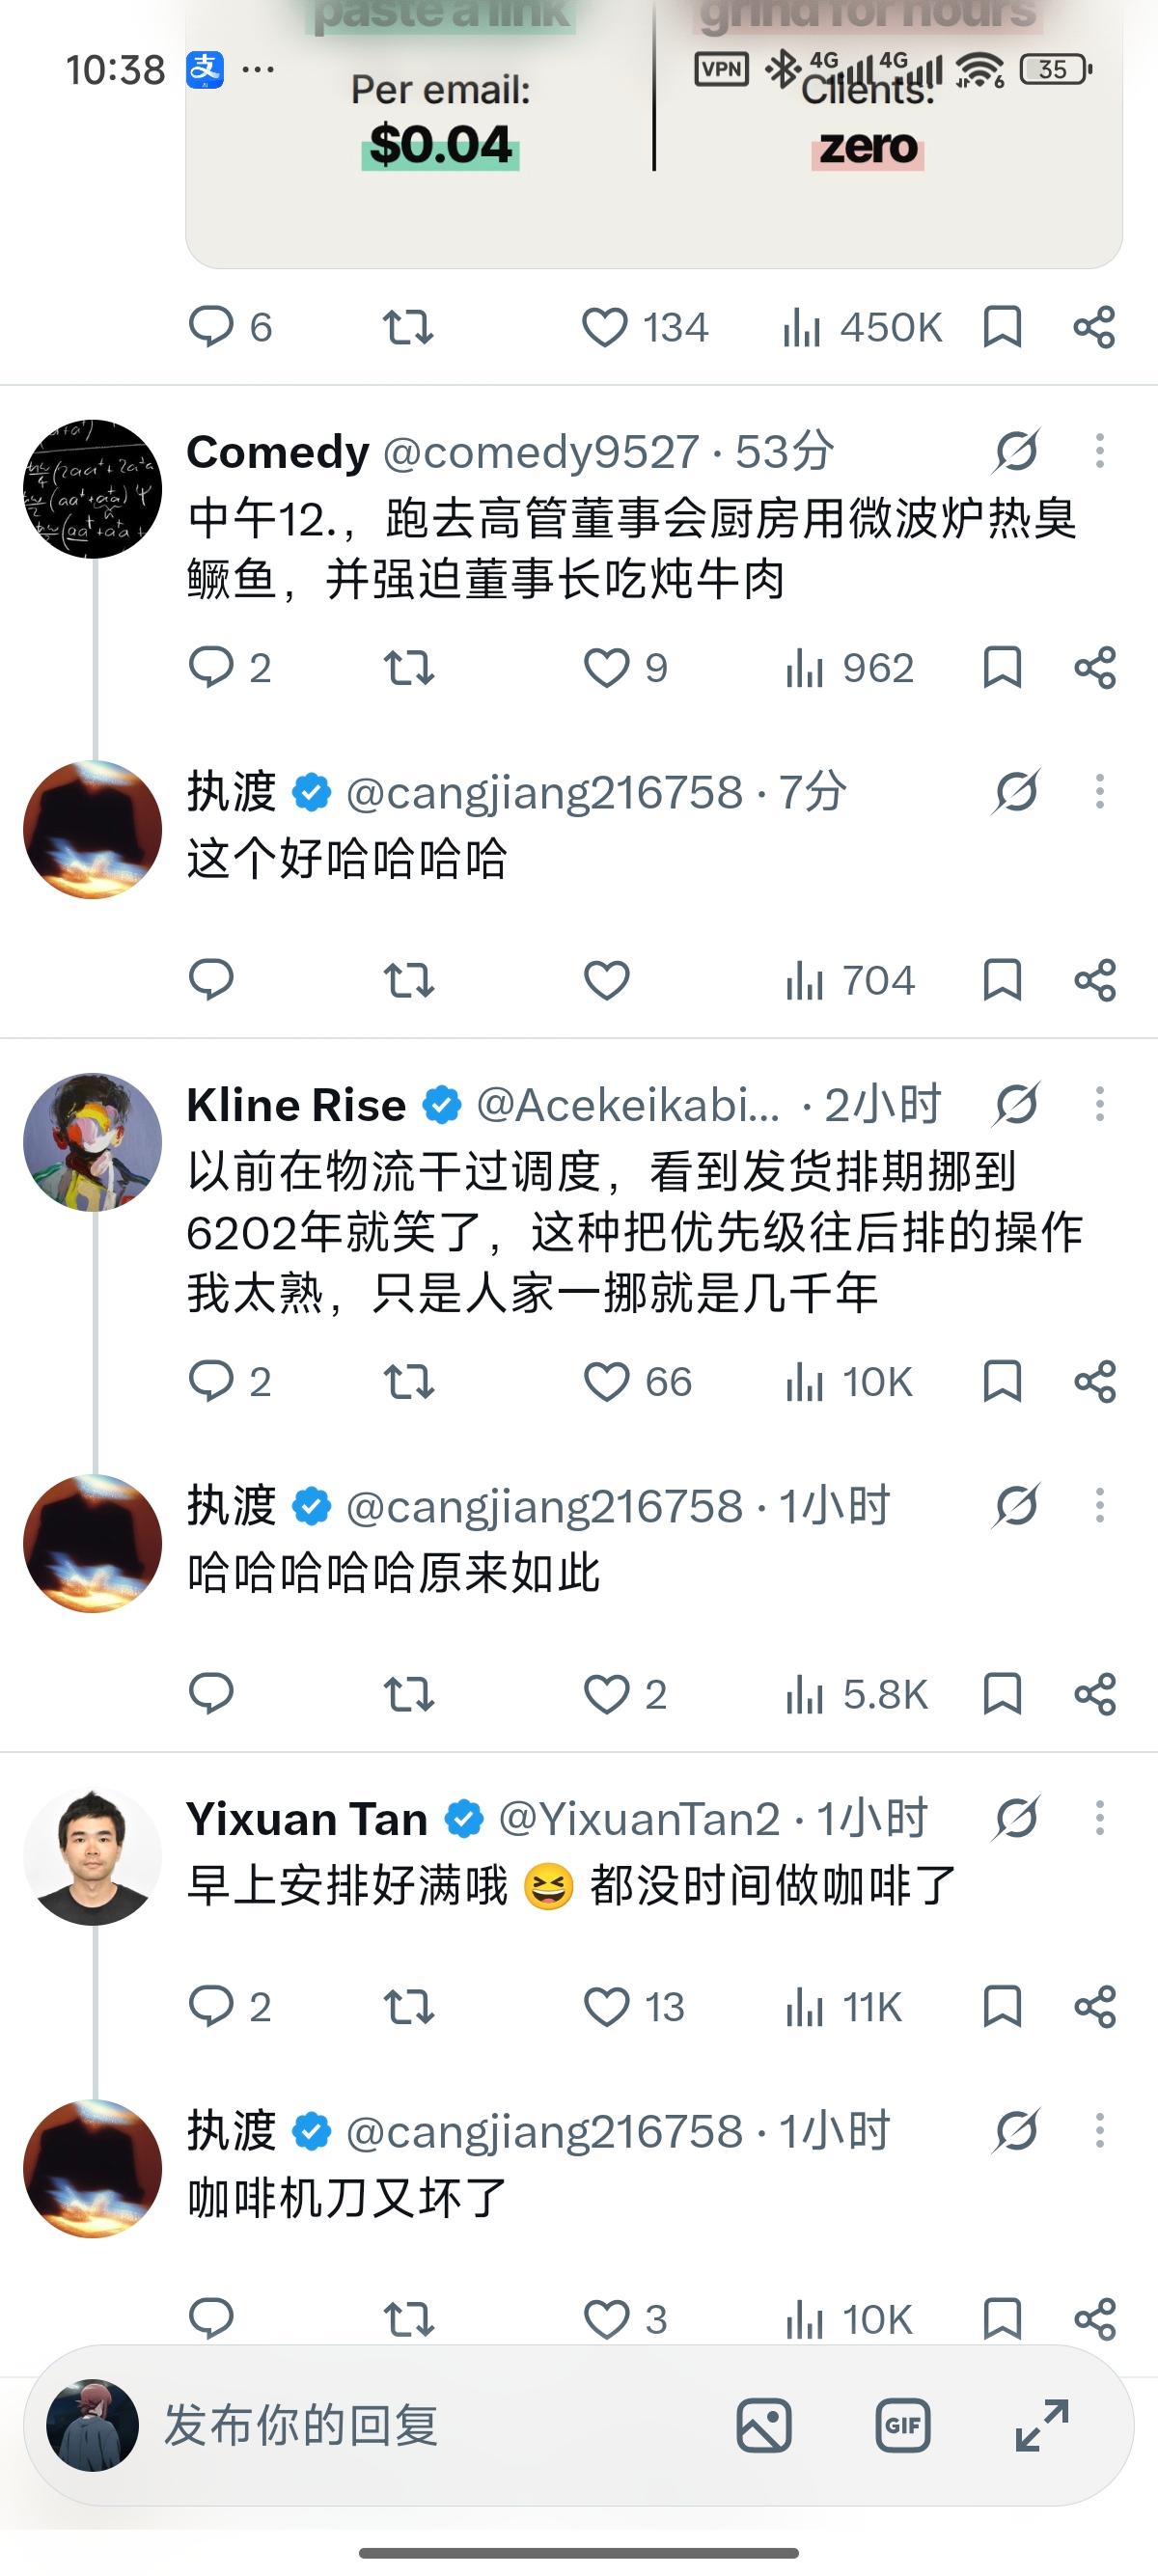 paste a link
grind for hours
10:38
支
...
VPN
4G
4G
6
35
Per email:
Clients:
$0.04
zero
6
134
450K
Comedy @comedy9527 · 53分
中午12.，跑去高管董事会厨房用微波炉热臭
鳜鱼，并强迫董事长吃炖牛肉
2
9
962
执渡 @cangjiang216758 · 7分
这个好哈哈哈哈
704
Kline Rise @Acekeikabi... · 2小时
以前在物流干过调度，看到发货排期挪到
6202年就笑了，这种把优先级往后排的操作
我太熟，只是人家一挪就是几千年
2
66
10K
执渡 @cangjiang216758 · 1小时
哈哈哈哈哈原来如此
2
5.8K
Yixuan Tan @YixuanTan2 · 1小时
早上安排好满哦 😆 都没时间做咖啡了
2
13
11K
执渡 @cangjiang216758 · 1小时
咖啡机刀又坏了
3
10K
发布你的回复
GIF